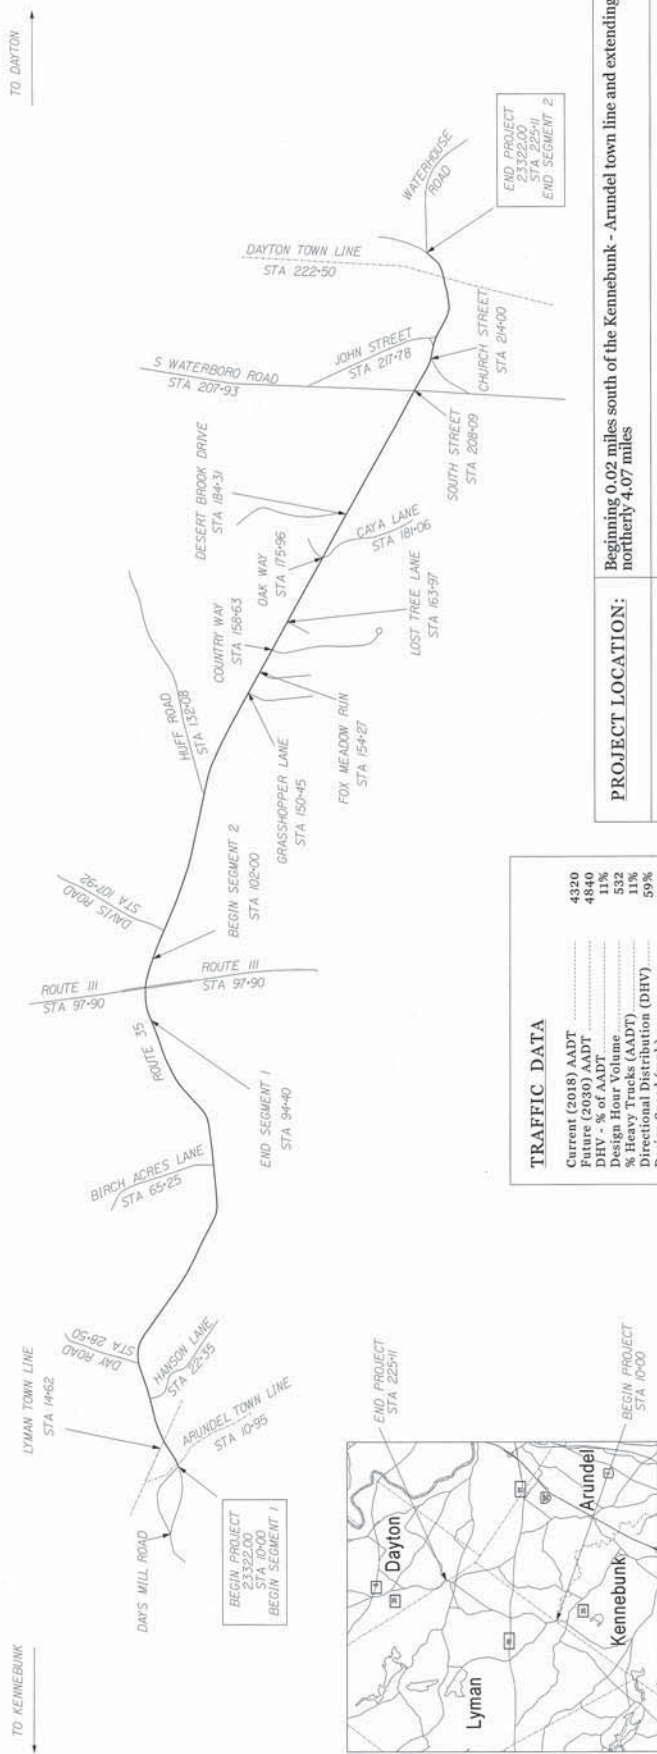 TO KENNEBUNK
TO DAYTON
LYMAN TOWN LINE
STA 14+62
DAYS MILL ROAD
BEGIN PROJECT
23322.00
STA 10+00
BEGIN SEGMENT 1
ARUNDEL TOWN LINE
STA 10+95
HANSON LANE
STA 22+35
DAY ROAD
STA 28+50
BIRCH ACRES LANE
STA 65+25
END SEGMENT 1
STA 94+40
ROUTE 35
ROUTE 111
STA 97+90
ROUTE 111
STA 97+90
BEGIN SEGMENT 2
STA 102+00
DAVIS ROAD
STA 107+92
HUFF ROAD
STA 132+08
GRASSHOPPER LANE
STA 150+45
FOX MEADOW RUN
STA 154+27
COUNTRY WAY
STA 158+63
LOST TREE LANE
STA 163+97
OAK WAY
STA 175+96
CAYA LANE
STA 181+06
DESERT BROOK DRIVE
STA 184+31
S WATERBORO ROAD
STA 207+93
SOUTH STREET
STA 208+09
CHURCH STREET
STA 214+00
JOHN STREET
STA 217+78
DAYTON TOWN LINE
STA 222+50
WATERHOUSE
ROAD
END PROJECT
23322.00
STA 225+11
END SEGMENT 2
END PROJECT
STA 225+11
BEGIN PROJECT
STA 10+00
Dayton
Lyman
Arundel
Kennebunk
TRAFFIC DATA
Current (2018) AADT 4320
Future (2030) AADT 4840
DHV - % of AADT 11%
Design Hour Volume 532
% Heavy Trucks (AADT) 11%
Directional Distribution (DHV) 59%
PROJECT LOCATION:
Beginning 0.02 miles south of the Kennebunk - Arundel town line and extending
northerly 4.07 miles